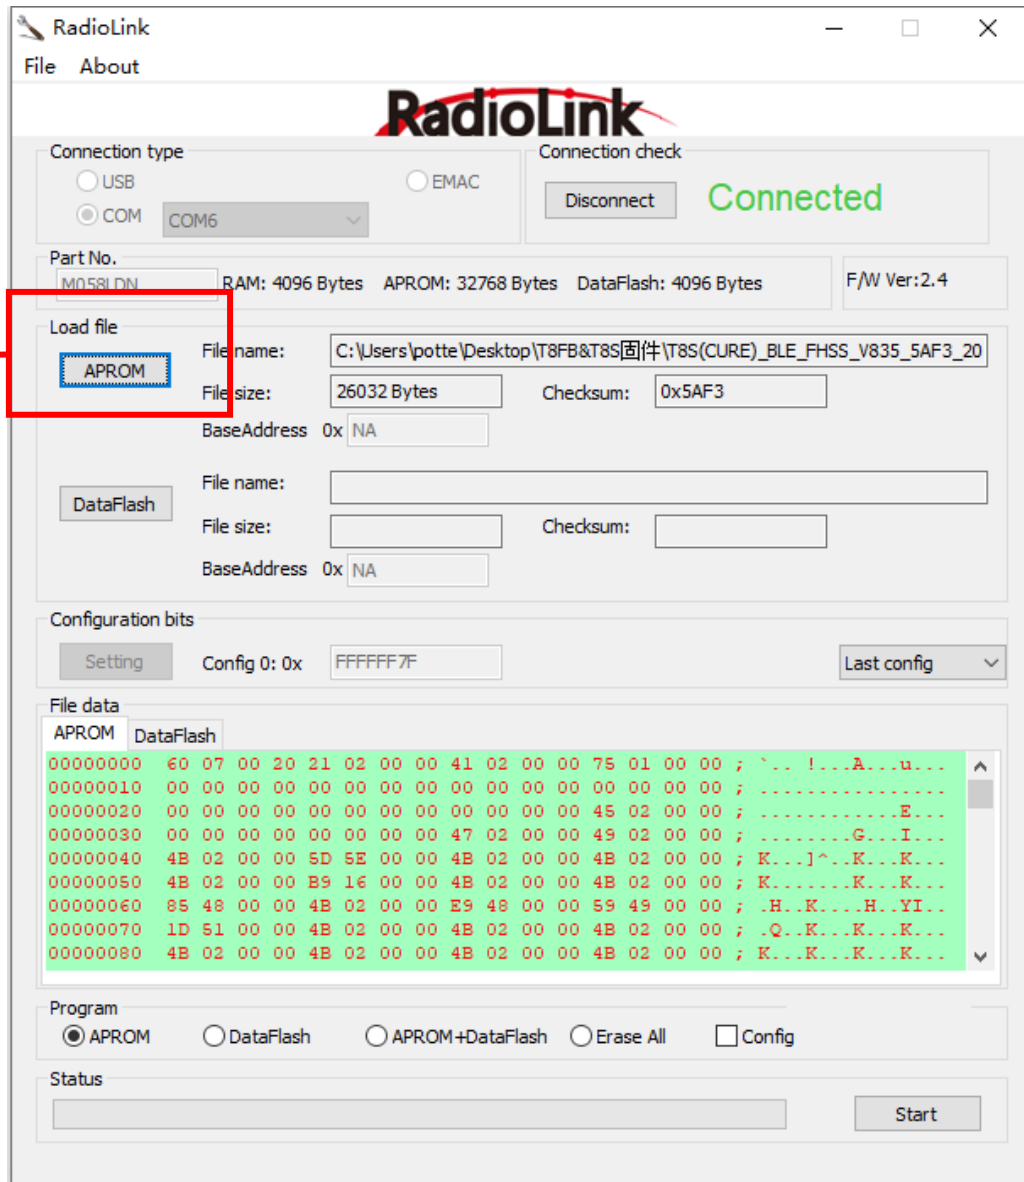 RadioLink
File About
RadioLink
Connection type
USB
EMAC
COM
COM6
Connection check
Disconnect
Connected
Part No.
M058LDN
RAM: 4096 Bytes APROM: 32768 Bytes DataFlash: 4096 Bytes
F/W Ver:2.4
Load file
APROM
File name:
C:\Users\potte\Desktop\T8FB&T8S固件\T8S(CURE)_BLE_FHSS_V835_5AF3_20
File size:
26032 Bytes
Checksum:
0x5AF3
BaseAddress 0x NA
DataFlash
File name:
File size:
Checksum:
BaseAddress 0x NA
Configuration bits
Setting
Config 0: 0x
FFFFFF7F
Last config
File data
APROM DataFlash
00000000 60 07 00 20 21 02 00 00 41 02 00 00 75 01 00 00 ; `.. !...A...u...
00000010 00 00 00 00 00 00 00 00 00 00 00 00 00 00 00 00 ; ................
00000020 00 00 00 00 00 00 00 00 00 00 00 00 45 02 00 00 ; ............E...
00000030 00 00 00 00 00 00 00 00 47 02 00 00 49 02 00 00 ; ........G...I...
00000040 4B 02 00 00 5D 5E 00 00 4B 02 00 00 4B 02 00 00 ; K...]^..K...K...
00000050 4B 02 00 00 B9 16 00 00 4B 02 00 00 4B 02 00 00 ; K.......K...K...
00000060 85 48 00 00 4B 02 00 00 E9 48 00 00 59 49 00 00 ; .H..K....H..YI..
00000070 1D 51 00 00 4B 02 00 00 4B 02 00 00 4B 02 00 00 ; .Q..K...K...K...
00000080 4B 02 00 00 4B 02 00 00 4B 02 00 00 4B 02 00 00 ; K...K...K...K...
Program
APROM DataFlash APROM+DataFlash Erase All Config
Status
Start